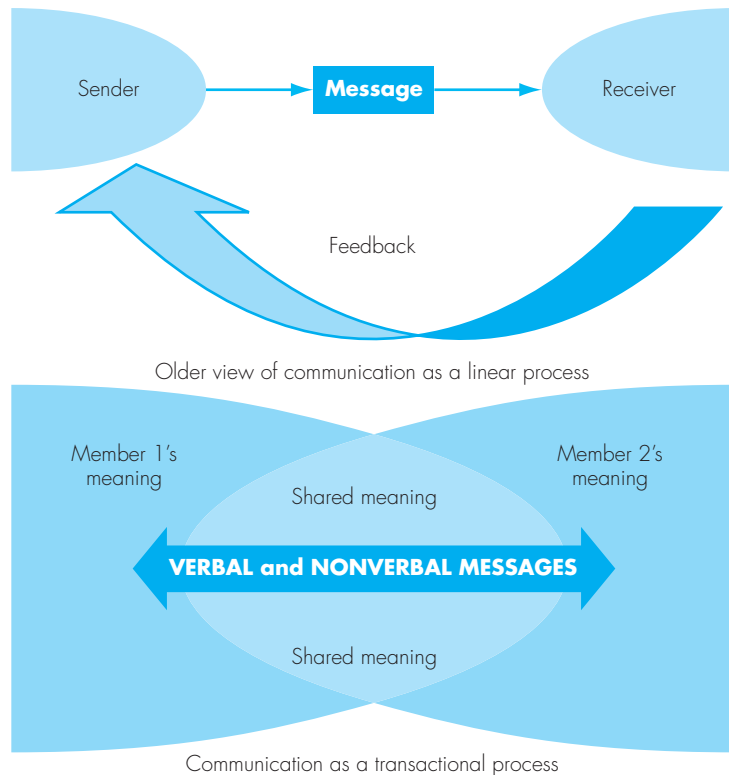 Sender
Message
Receiver
Feedback
Older view of communication as a linear process
Member 1's
meaning
Member 2's
meaning
Shared meaning
VERBAL and NONVERBAL MESSAGES
Shared meaning
Communication as a transactional process